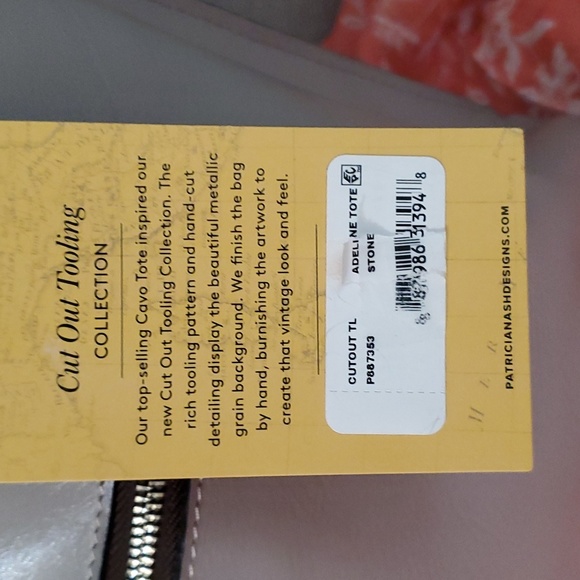 Cut Out Tooling
COLLECTION
Our top-selling Cavo Tote inspired our
new Cut Out Tooling Collection. The
rich tooling pattern and hand-cut
detailing display the beautiful metallic
grain background. We finish the bag
by hand, burnishing the artwork to
create that vintage look and feel.
CUTOUT TL ADELINE TOTE
P887353 STONE
PATRICIANASHDESIGNS.COM